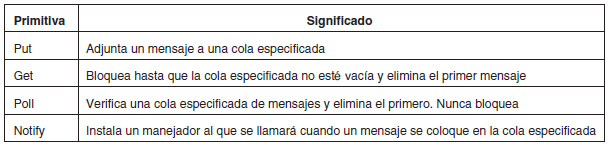 Primitiva Significado
Put Adjunta un mensaje a una cola especificada
Get Bloquea hasta que la cola especificada no esté vacía y elimina el primer mensaje
Poll Verifica una cola especificada de mensajes y elimina el primero. Nunca bloquea
Notify Instala un manejador al que se llamará cuando un mensaje se coloque en la cola especificada